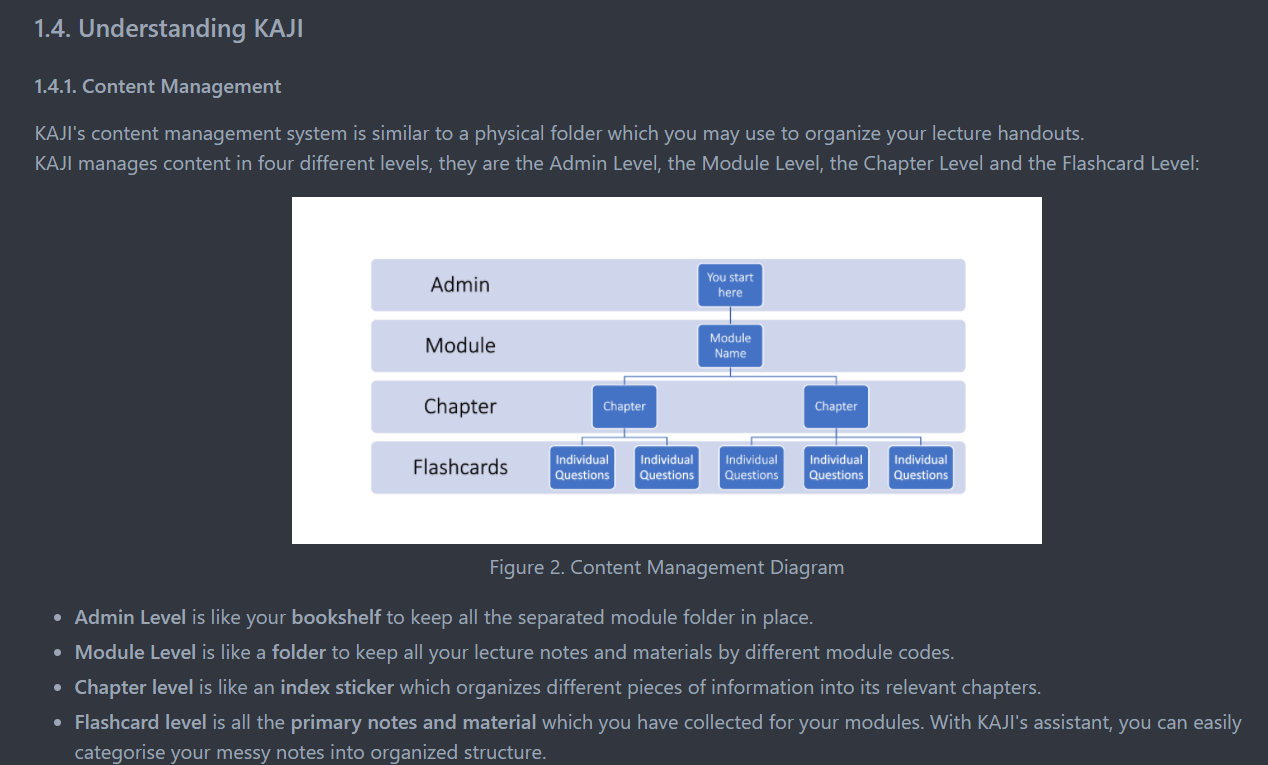 1.4. Understanding KAJI
1.4.1. Content Management
KAJI's content management system is similar to a physical folder which you may use to organize your lecture handouts.
KAJI manages content in four different levels, they are the Admin Level, the Module Level, the Chapter Level and the Flashcard Level:
Admin
You start
here
Module
Module
Name
Chapter
Chapter
Chapter
Flashcards
Individual
Questions
Individual
Questions
Individual
Questions
Individual
Questions
Individual
Questions
Figure 2. Content Management Diagram
• Admin Level is like your bookshelf to keep all the separated module folder in place.
• Module Level is like a folder to keep all your lecture notes and materials by different module codes.
• Chapter level is like an index sticker which organizes different pieces of information into its relevant chapters.
• Flashcard level is all the primary notes and material which you have collected for your modules. With KAJI's assistant, you can easily
categorise your messy notes into organized structure.